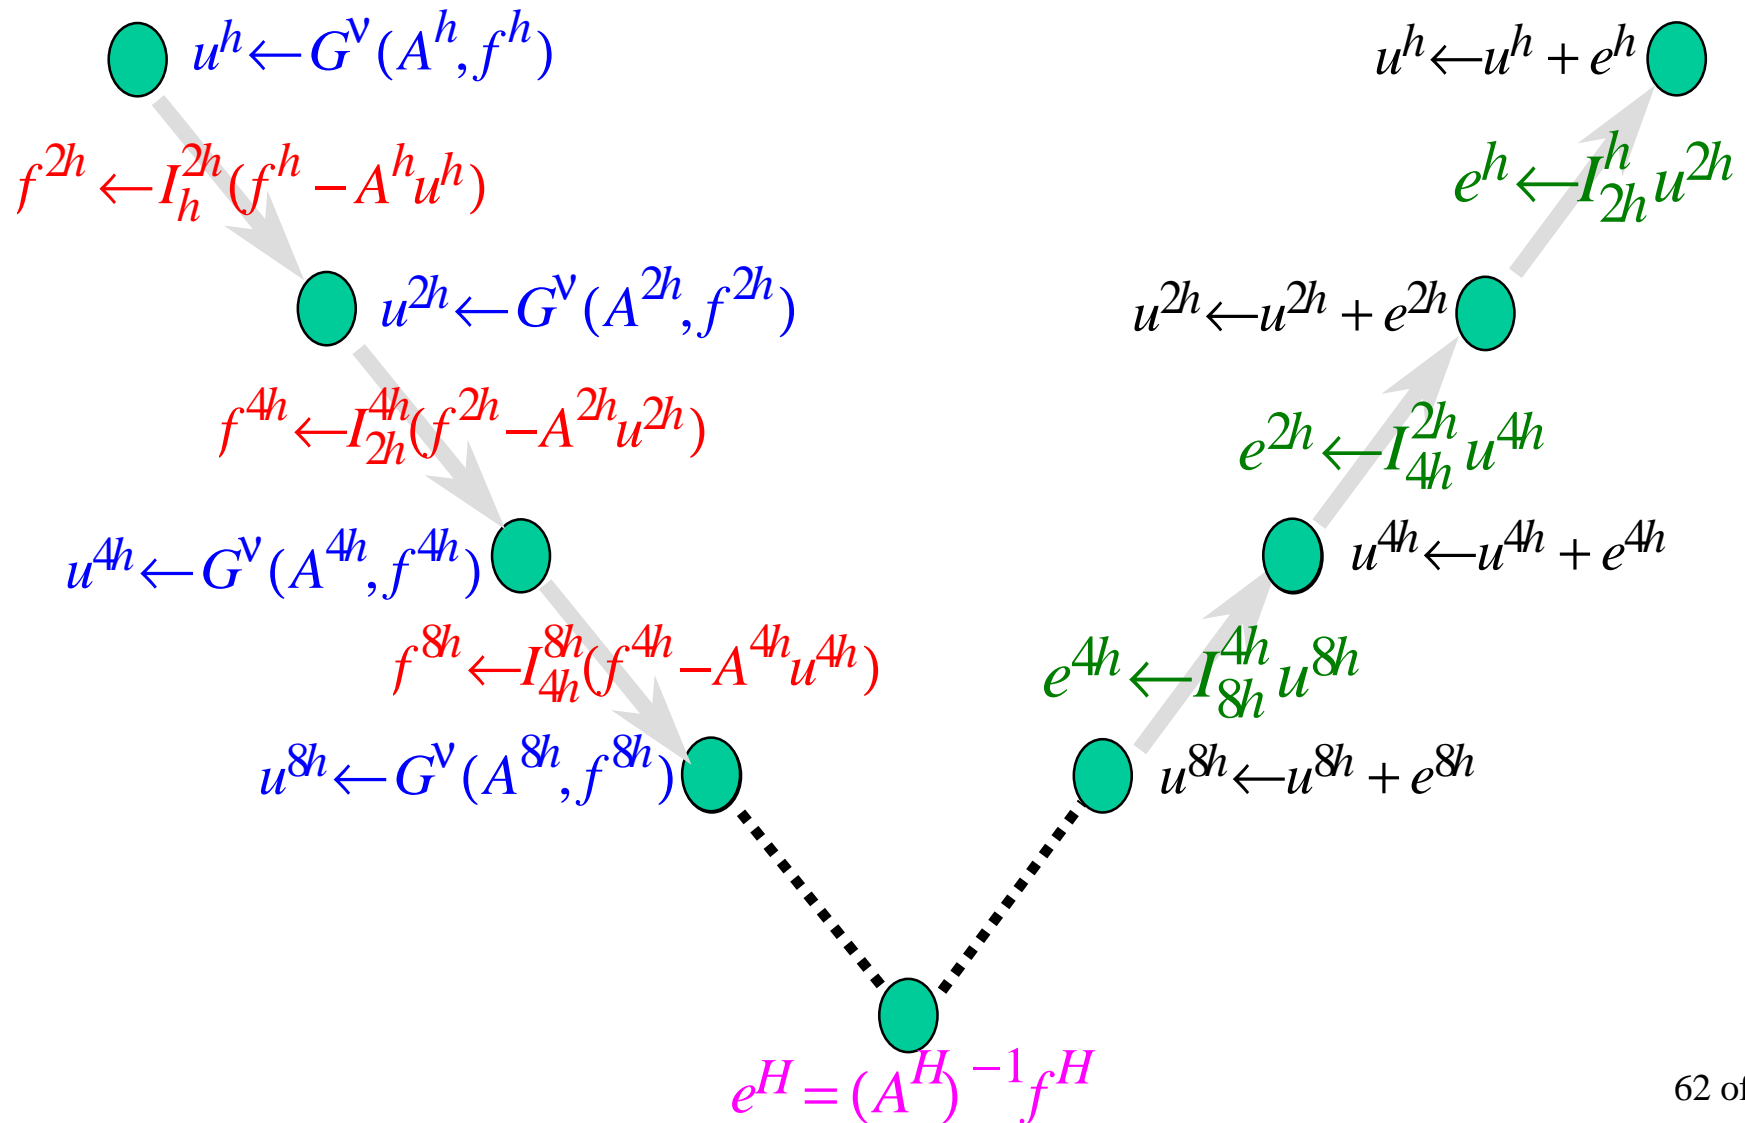 u^h ← G^ν(A^h, f^h)
u^h ← u^h + e^h
f^{2h} ← I_h^{2h}(f^h − A^h u^h)
e^h ← I_{2h}^h u^{2h}
u^{2h} ← G^ν(A^{2h}, f^{2h})
u^{2h} ← u^{2h} + e^{2h}
f^{4h} ← I_{2h}^{4h}(f^{2h} − A^{2h} u^{2h})
e^{2h} ← I_{4h}^{2h} u^{4h}
u^{4h} ← G^ν(A^{4h}, f^{4h})
u^{4h} ← u^{4h} + e^{4h}
f^{8h} ← I_{4h}^{8h}(f^{4h} − A^{4h} u^{4h})
e^{4h} ← I_{8h}^{4h} u^{8h}
u^{8h} ← G^ν(A^{8h}, f^{8h})
u^{8h} ← u^{8h} + e^{8h}
e^H = (A^H)^{−1} f^H
62 of